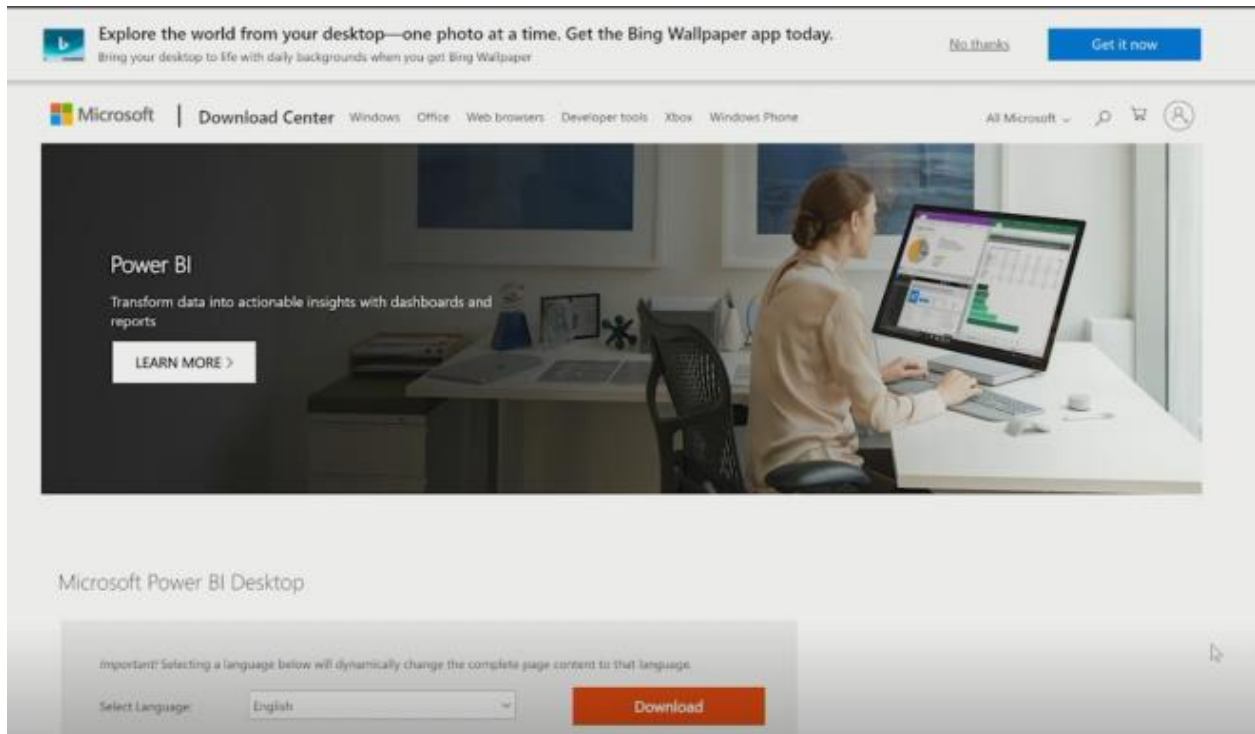 Explore the world from your desktop—one photo at a time. Get the Bing Wallpaper app today.
Bring your desktop to life with daily backgrounds when you get Bing Wallpaper
No thanks
Get it now
Microsoft | Download Center Windows Office Web browsers Developer tools Xbox Windows Phone All Microsoft
Power BI
Transform data into actionable insights with dashboards and
reports
LEARN MORE >
Microsoft Power BI Desktop
Important! Selecting a language below will dynamically change the complete page content to that language.
Select Language: English Download